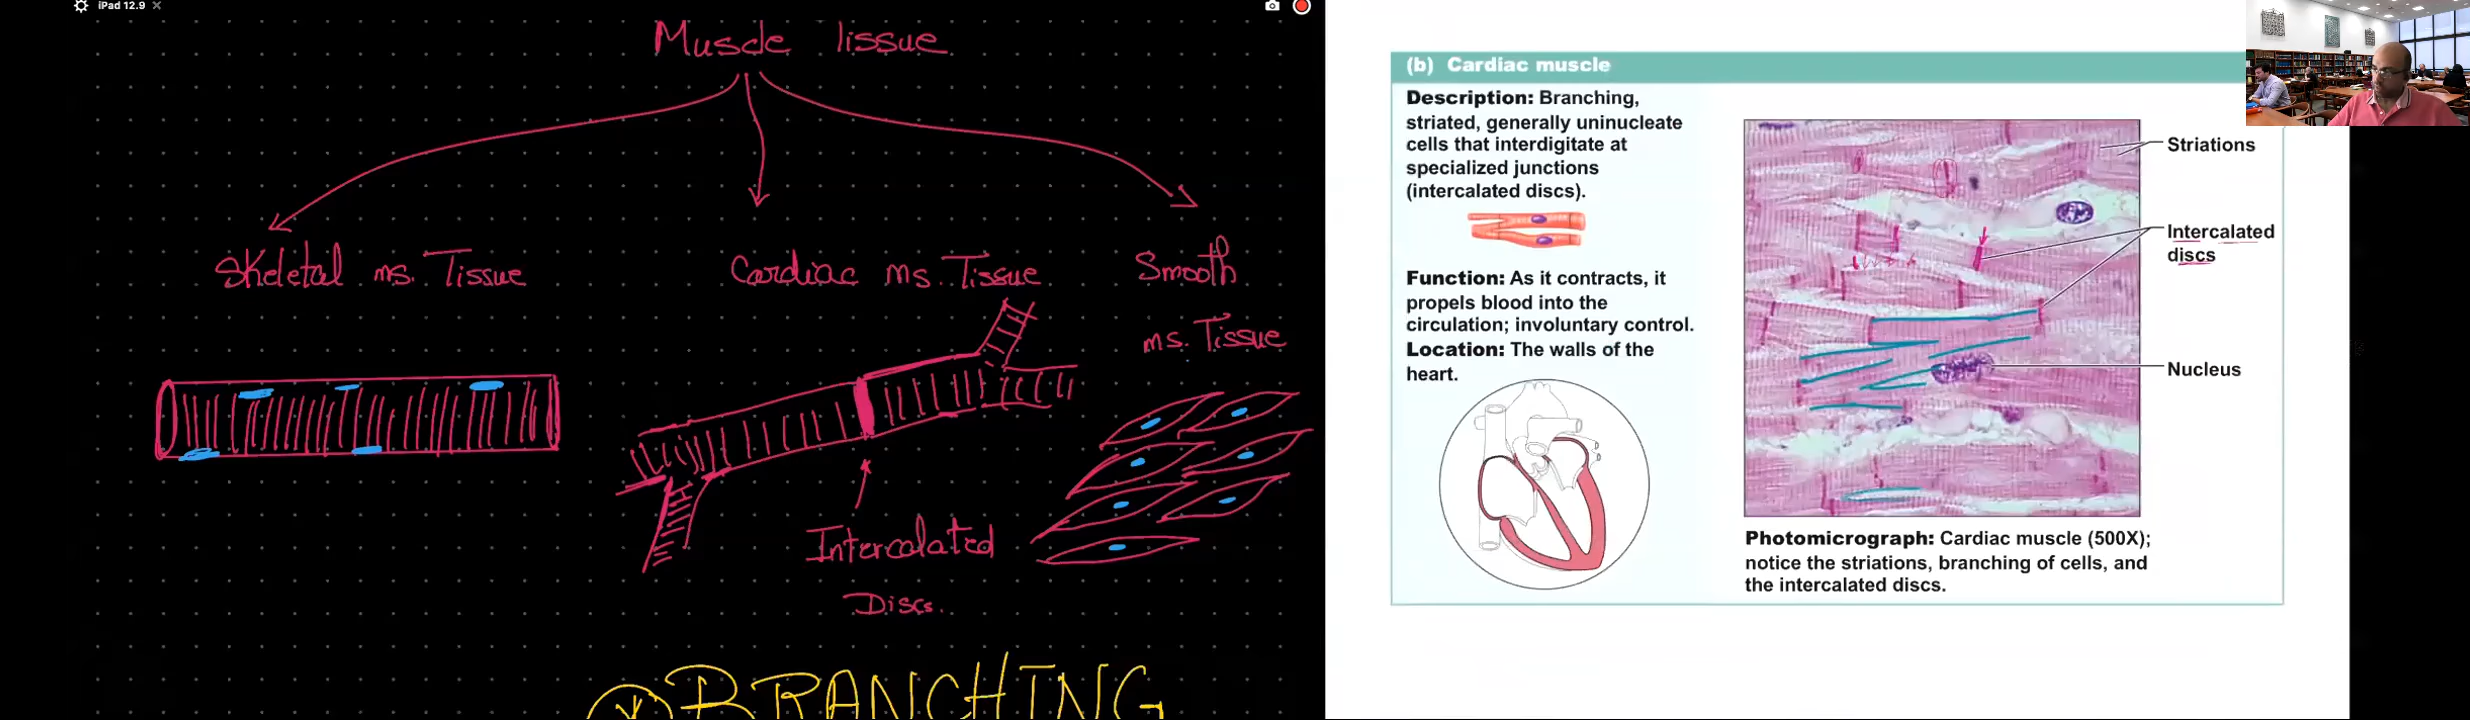 iPad 12.9
Muscle Tissue
Skeletal ms. Tissue
Cardiac ms. Tissue
Smooth
ms. Tissue
Intercalated
Discs.
BRANCHING
(b) Cardiac muscle
Description: Branching,
striated, generally uninucleate
cells that interdigitate at
specialized junctions
(intercalated discs).
Function: As it contracts, it
propels blood into the
circulation; involuntary control.
Location: The walls of the
heart.
Striations
Intercalated
discs
Nucleus
Photomicrograph: Cardiac muscle (500X);
notice the striations, branching of cells, and
the intercalated discs.